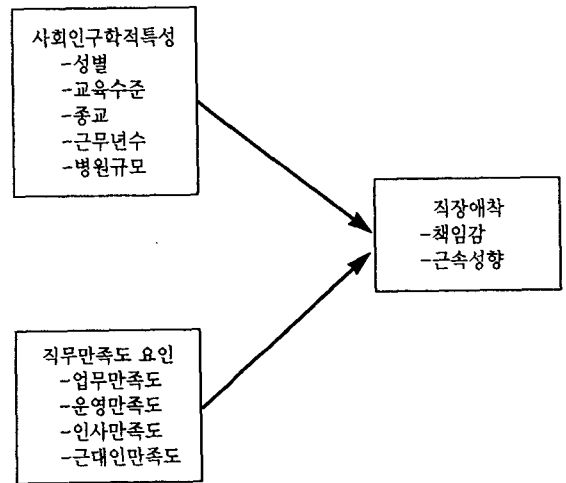 사회인구학적특성
-성별
-교육수준
-종교
-근무년수
-병원규모
직장애착
-책임감
-근속성향
직무만족도 요인
-업무만족도
-운영만족도
-인사만족도
-근대인만족도